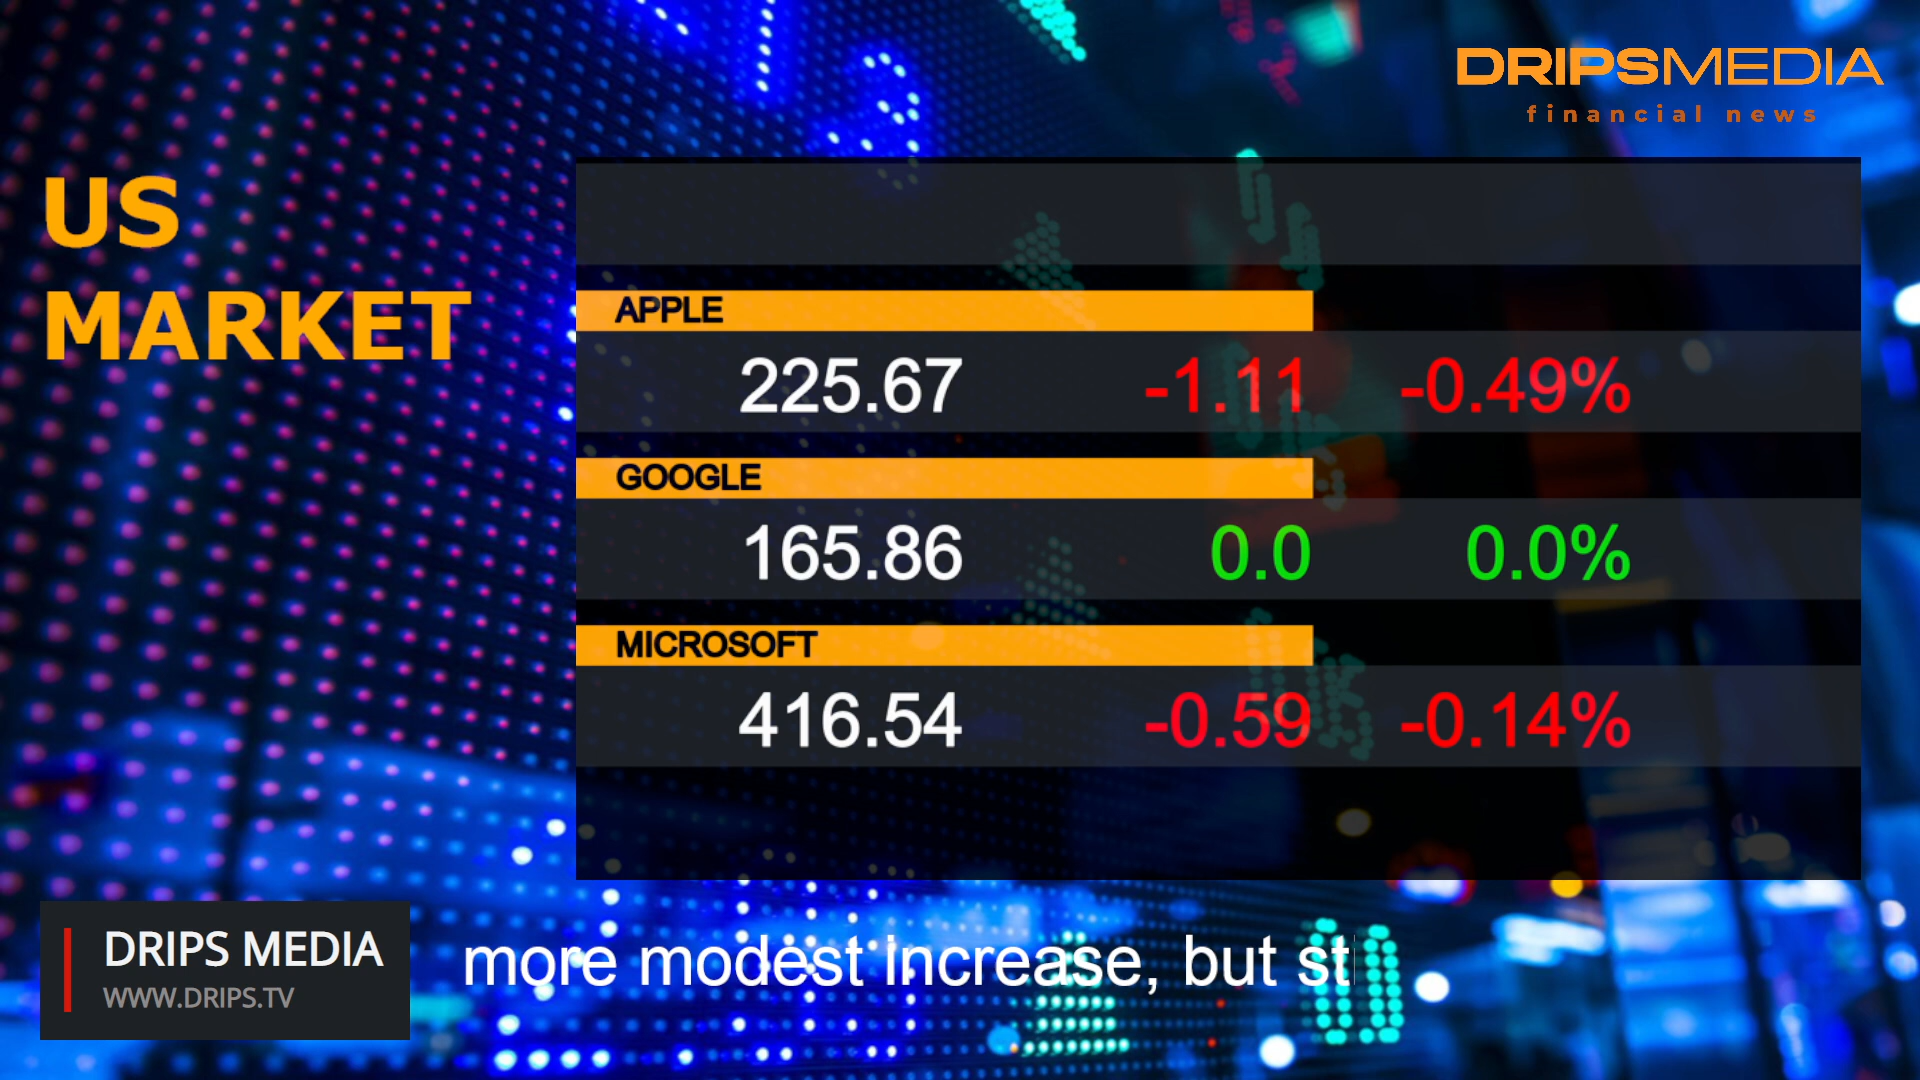 DRIPSMEDIA
financial news
US
MARKET
APPLE
225.67 -1.11 -0.49%
GOOGLE
165.86 0.0 0.0%
MICROSOFT
416.54 -0.59 -0.14%
DRIPS MEDIA
WWW.DRIPS.TV
more modest increase, but st